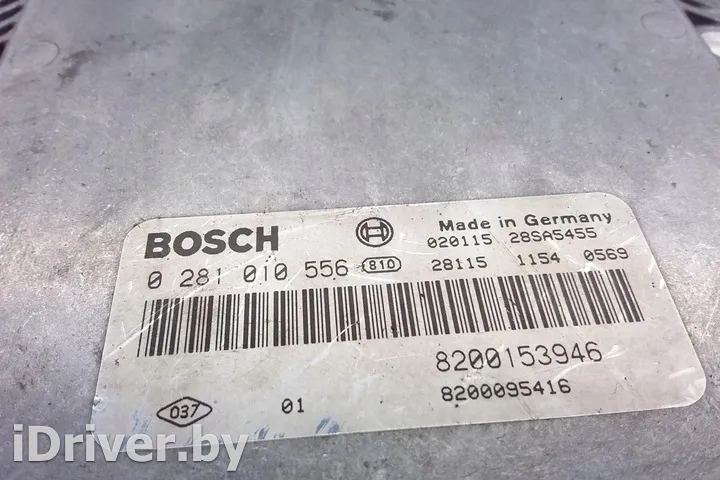 BOSCH
Made in Germany
020115 28SA5455
0 281 010 556 810 28115 1154 0569
8200153946
037 01 8200095416
iDriver.by